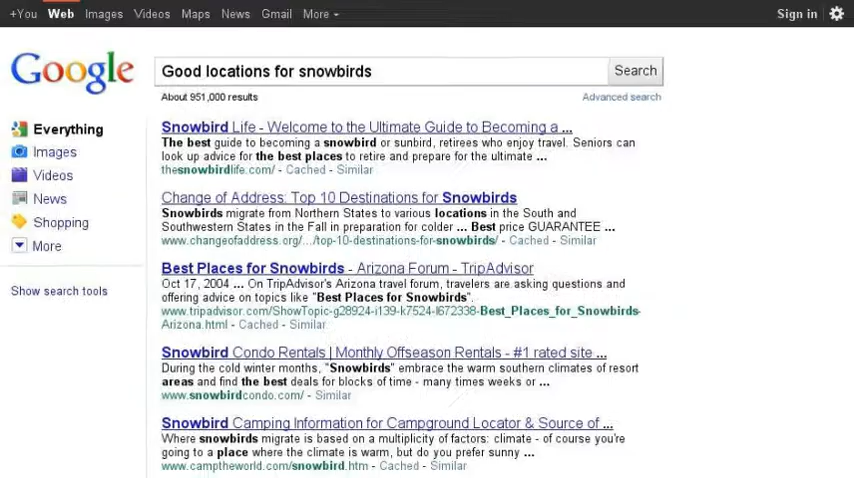 +You Web Images Videos Maps News Gmail More Sign in
Google
Good locations for snowbirds Search
About 951,000 results Advanced search
Everything
Images
Videos
News
Shopping
More
Show search tools
Snowbird Life - Welcome to the Ultimate Guide to Becoming a ...
The best guide to becoming a snowbird or sunbird, retirees who enjoy travel. Seniors can
look up advice for the best places to retire and prepare for the ultimate ...
thesnowbirdlife.com/ - Cached - Similar
Change of Address: Top 10 Destinations for Snowbirds
Snowbirds migrate from Northern States to various locations in the South and
Southwestern States in the Fall in preparation for colder ... Best price GUARANTEE ...
www.changeofaddress.org/.../top-10-destinations-for-snowbirds/ - Cached - Similar
Best Places for Snowbirds - Arizona Forum - TripAdvisor
Oct 17, 2004 ... On TripAdvisor's Arizona travel forum, travelers are asking questions and
offering advice on topics like "Best Places for Snowbirds".
www.tripadvisor.com/ShowTopic-g28924-i139-k7524-l672338-Best_Places_for_Snowbirds-
Arizona.html - Cached - Similar
Snowbird Condo Rentals | Monthly Offseason Rentals - #1 rated site ...
During the cold winter months, "Snowbirds" embrace the warm southern climates of resort
areas and find the best deals for blocks of time - many times weeks or ...
www.snowbirdcondo.com/ - Similar
Snowbird Camping Information for Campground Locator & Source of ...
Where snowbirds migrate is based on a multiplicity of factors: climate - of course you're
going to a place where the climate is warm, but do you prefer sunny ...
www.camptheworld.com/snowbird.htm - Cached - Similar